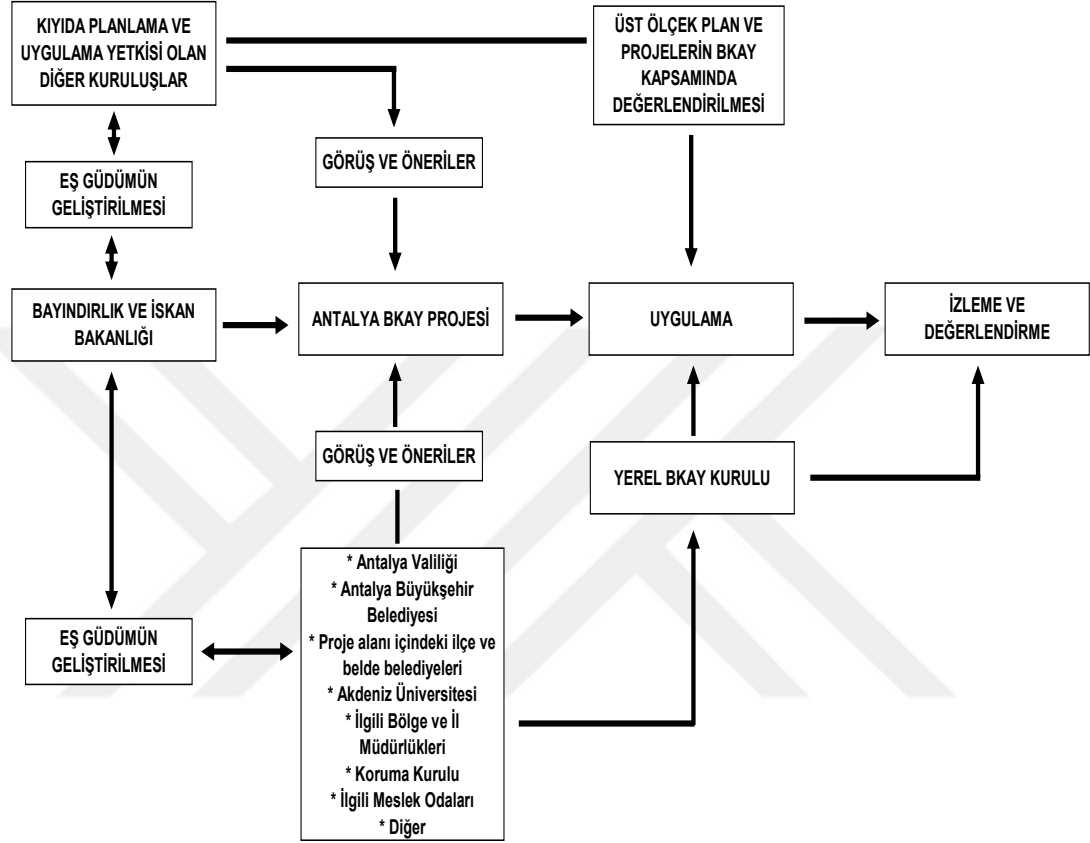 KIYIDA PLANLAMA VE
UYGULAMA YETKİSİ OLAN
DİĞER KURULUŞLAR
ÜST ÖLÇEK PLAN VE
PROJELERİN BKAY
KAPSAMINDA
DEĞERLENDİRİLMESİ
GÖRÜŞ VE ÖNERİLER
EŞ GÜDÜMÜN
GELİŞTİRİLMESİ
BAYINDIRLIK VE İSKAN
BAKANLIĞI
ANTALYA BKAY PROJESİ
UYGULAMA
İZLEME VE
DEĞERLENDİRME
GÖRÜŞ VE ÖNERİLER
YEREL BKAY KURULU
EŞ GÜDÜMÜN
GELİŞTİRİLMESİ
* Antalya Valiliği
* Antalya Büyükşehir
Belediyesi
* Proje alanı içindeki ilçe ve
belde belediyeleri
* Akdeniz Üniversitesi
* İlgili Bölge ve İl
Müdürlükleri
* Koruma Kurulu
* İlgili Meslek Odaları
* Diğer